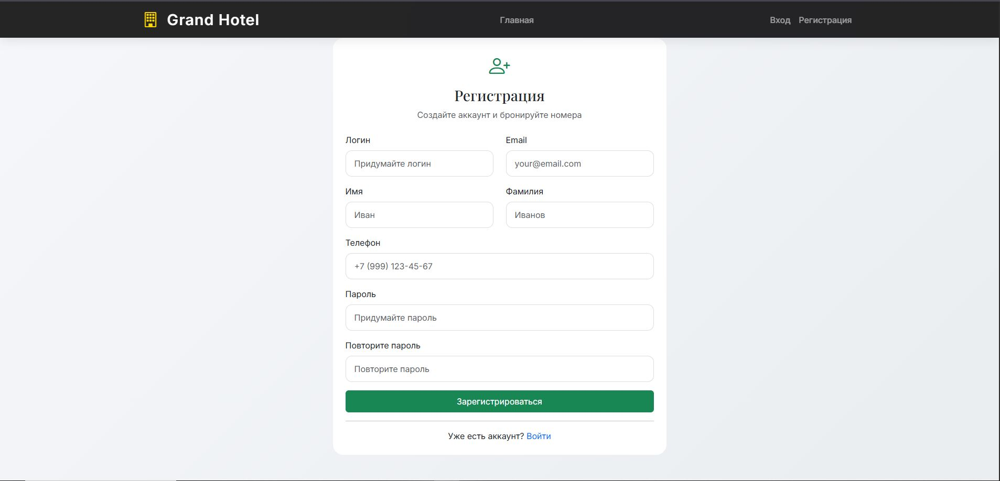 Grand Hotel
Главная
Вход Регистрация
Регистрация
Создайте аккаунт и бронируйте номера
Логин
Email
Придумайте логин
your@email.com
Имя
Фамилия
Иван
Иванов
Телефон
+7 (999) 123-45-67
Пароль
Придумайте пароль
Повторите пароль
Повторите пароль
Зарегистрироваться
Уже есть аккаунт? Войти